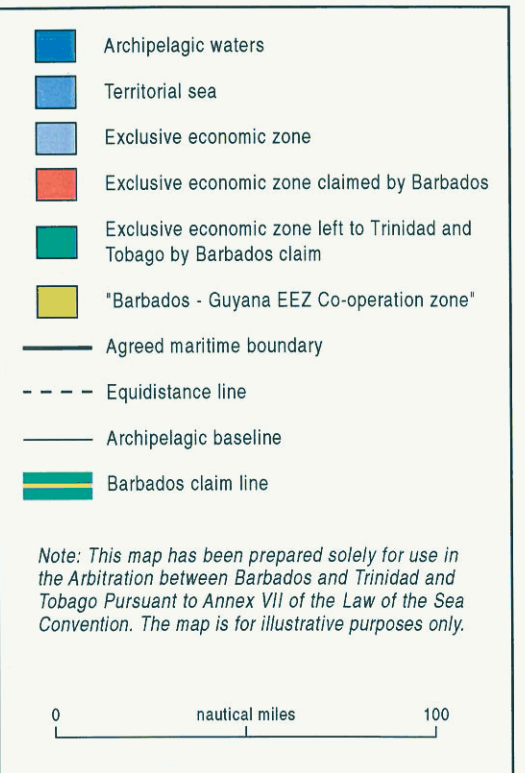 Archipelagic waters
Territorial sea
Exclusive economic zone
Exclusive economic zone claimed by Barbados
Exclusive economic zone left to Trinidad and
Tobago by Barbados claim
"Barbados - Guyana EEZ Co-operation zone"
Agreed maritime boundary
Equidistance line
Archipelagic baseline
Barbados claim line
Note: This map has been prepared solely for use in
the Arbitration between Barbados and Trinidad and
Tobago Pursuant to Annex VII of the Law of the Sea
Convention. The map is for illustrative purposes only.
0 nautical miles 100